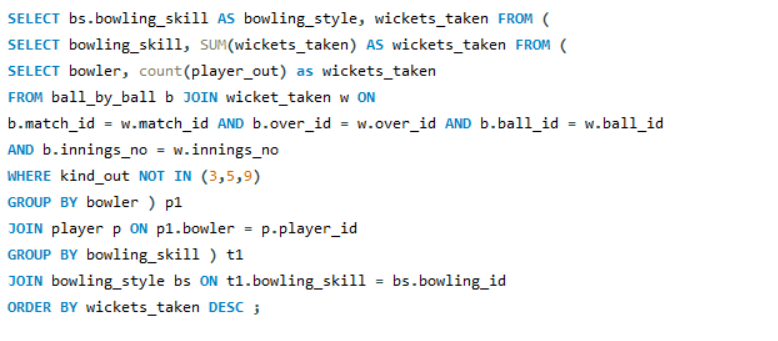 SELECT bs.bowling_skill AS bowling_style, wickets_taken FROM (
SELECT bowling_skill, SUM(wickets_taken) AS wickets_taken FROM (
SELECT bowler, count(player_out) as wickets_taken
FROM ball_by_ball b JOIN wicket_taken w ON
b.match_id = w.match_id AND b.over_id = w.over_id AND b.ball_id = w.ball_id
AND b.innings_no = w.innings_no
WHERE kind_out NOT IN (3,5,9)
GROUP BY bowler ) p1
JOIN player p ON p1.bowler = p.player_id
GROUP BY bowling_skill ) t1
JOIN bowling_style bs ON t1.bowling_skill = bs.bowling_id
ORDER BY wickets_taken DESC ;